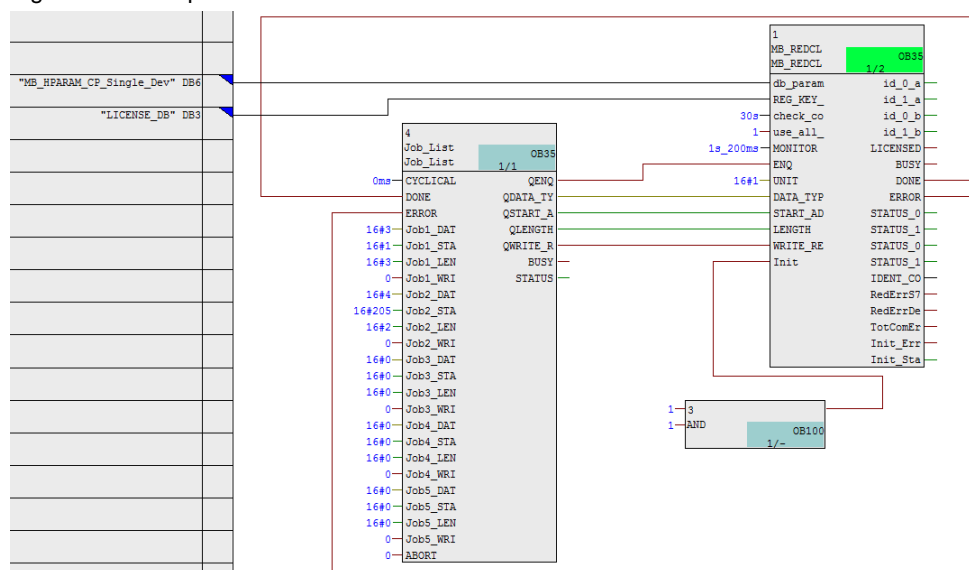 "MB_HPARAM_CP_Single_Dev" DB6
"LICENSE_DB" DB3
4
Job_List
Job_List
OB35
1/1
0ms CYCLICAL QENQ
DONE QDATA_TY
ERROR QSTART_A
16#3 Job1_DAT QLENGTH
16#1 Job1_STA QWRITE_R
16#3 Job1_LEN BUSY
0 Job1_WRI STATUS
16#4 Job2_DAT
16#205 Job2_STA
16#2 Job2_LEN
0 Job2_WRI
16#0 Job3_DAT
16#0 Job3_STA
16#0 Job3_LEN
0 Job3_WRI
16#0 Job4_DAT
16#0 Job4_STA
16#0 Job4_LEN
0 Job4_WRI
16#0 Job5_DAT
16#0 Job5_STA
16#0 Job5_LEN
0 Job5_WRI
0 ABORT
1
MB_REDCL
MB_REDCL
OB35
1/2
db_param id_0_a
REG_KEY_ id_1_a
30s check_co id_0_b
1 use_all_ id_1_b
1s_200ms MONITOR LICENSED
ENQ BUSY
16#1 UNIT DONE
DATA_TYP ERROR
START_AD STATUS_0
LENGTH STATUS_1
WRITE_RE STATUS_0
Init STATUS_1
IDENT_CO
RedErrS7
RedErrDe
TotComEr
Init_Err
Init_Sta
1 3
1 AND
OB100
1/-